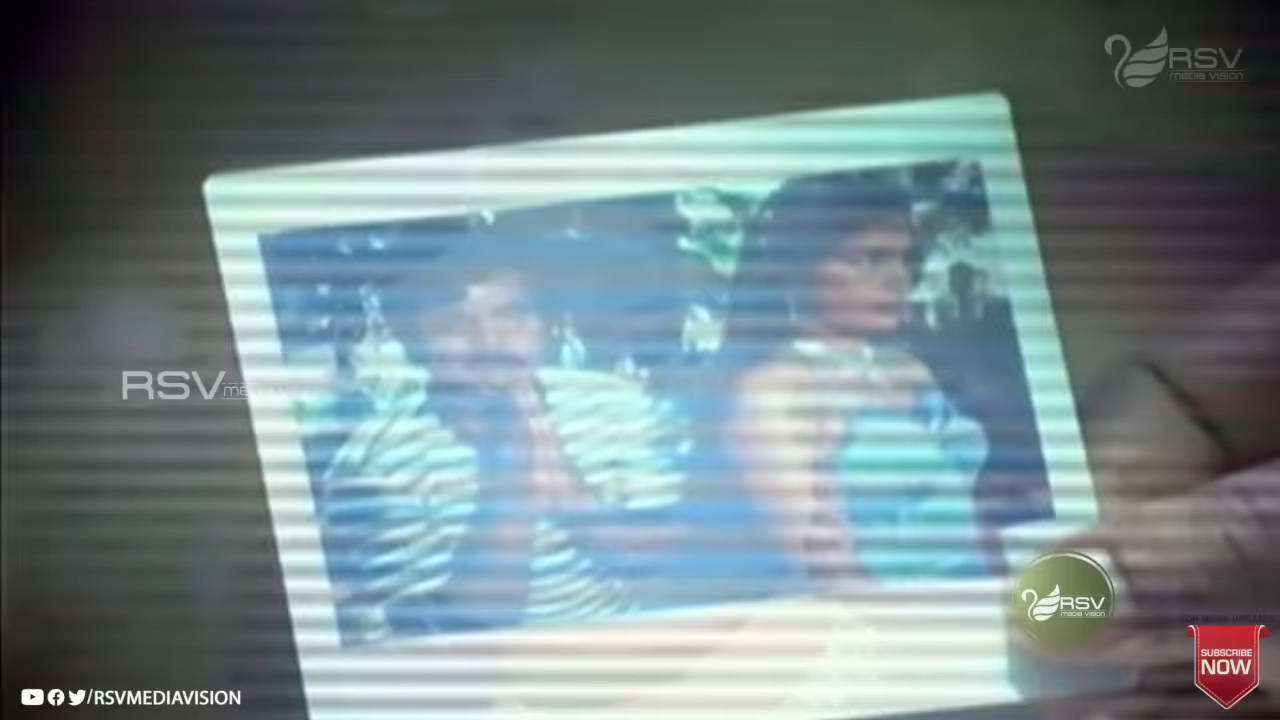 RSV
MEDIA VISION
RSV
RSV
MEDIA VISION
SUBSCRIBE
NOW
/RSVMEDIAVISION